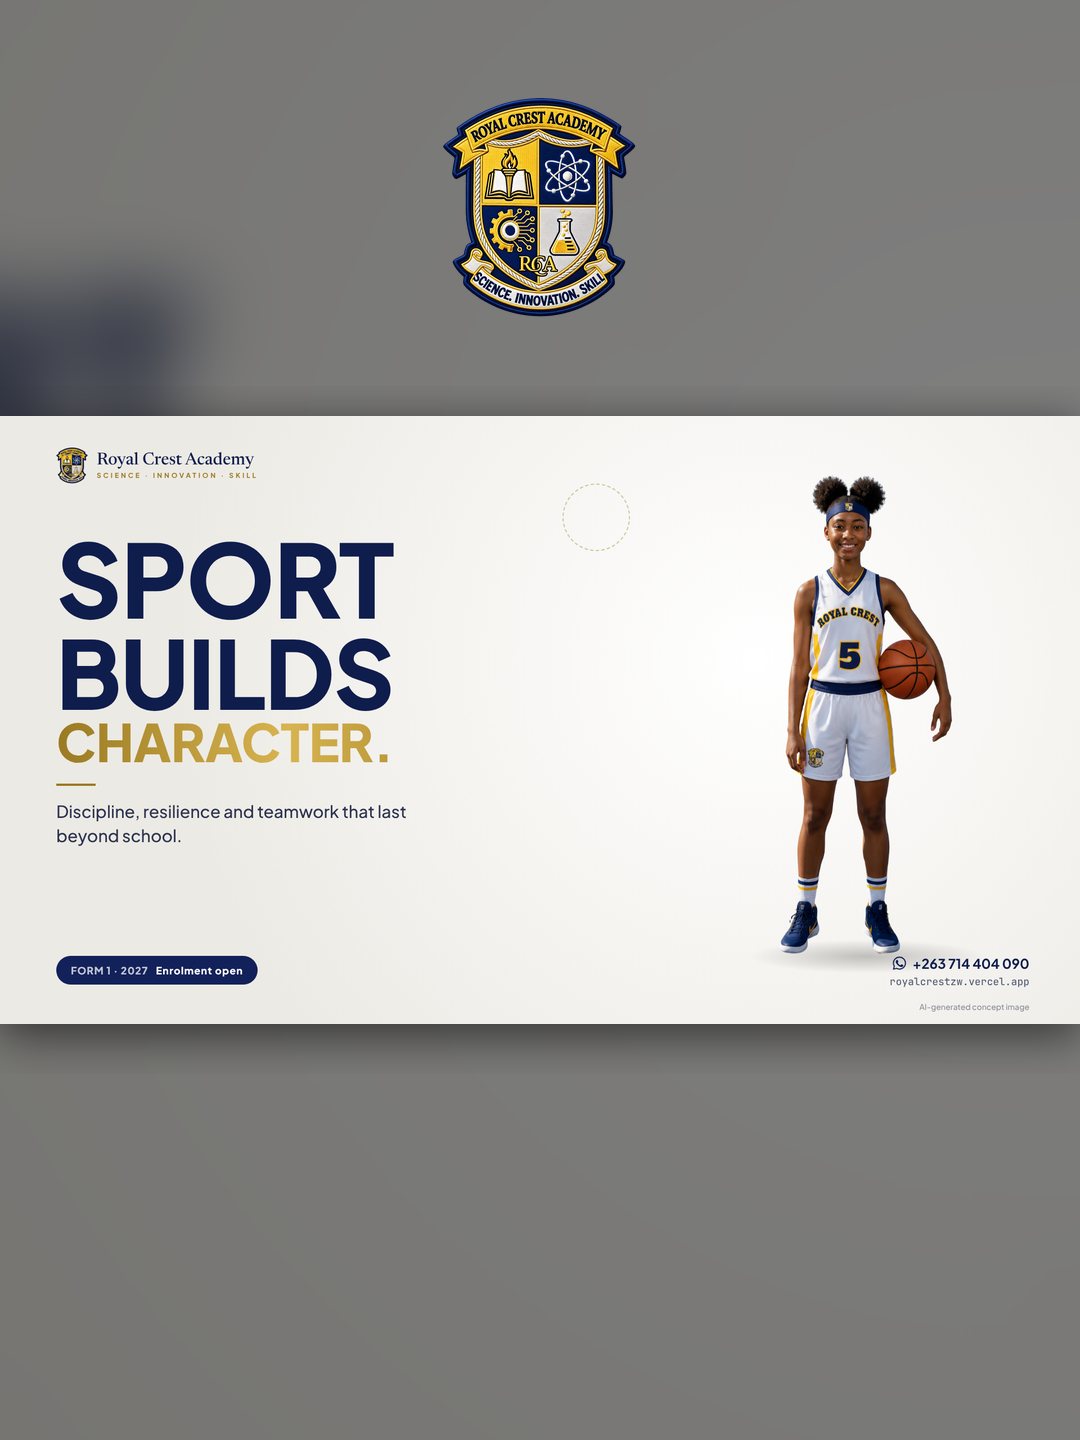 ROYAL CREST ACADEMY
RCA
SCIENCE. INNOVATION. SKILL
Royal Crest Academy
SCIENCE · INNOVATION · SKILL
SPORT
BUILDS
CHARACTER.
Discipline, resilience and teamwork that last
beyond school.
ROYAL CREST
5
FORM 1 · 2027 Enrolment open
+263 714 404 090
royalcrestzw.vercel.app
AI-generated concept image